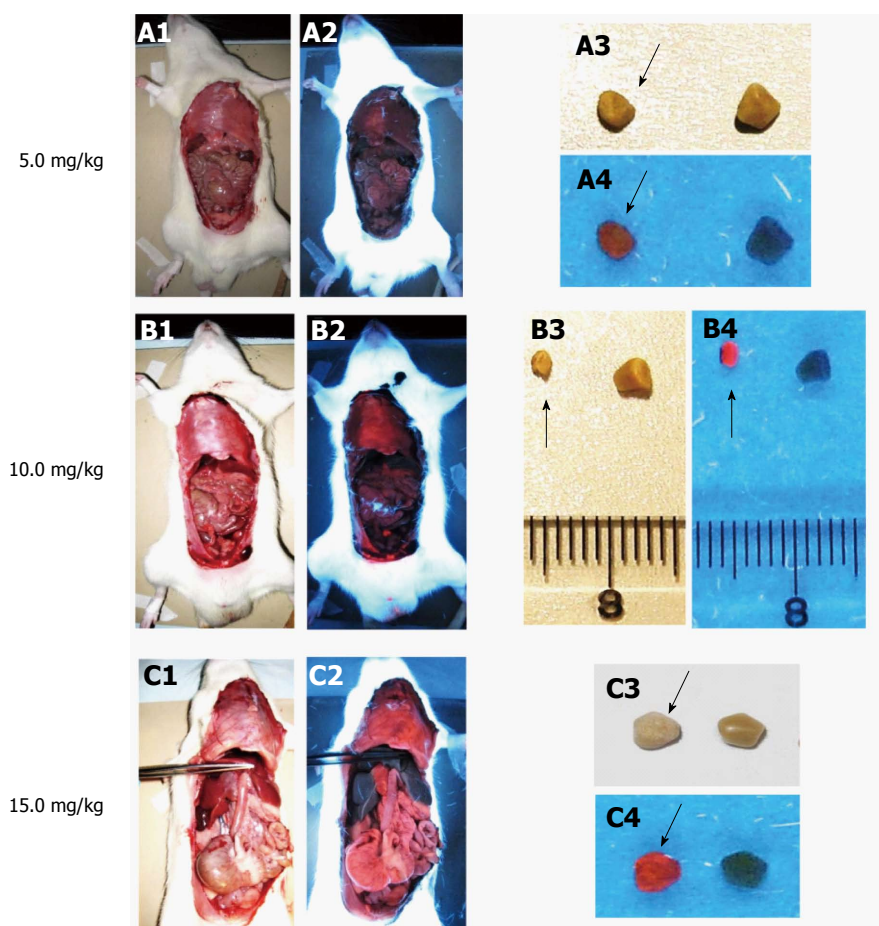 A1 A2 A3
5.0 mg/kg
A4
B1 B2 B3 B4
10.0 mg/kg
8 8
C1 C2 C3
15.0 mg/kg
C4